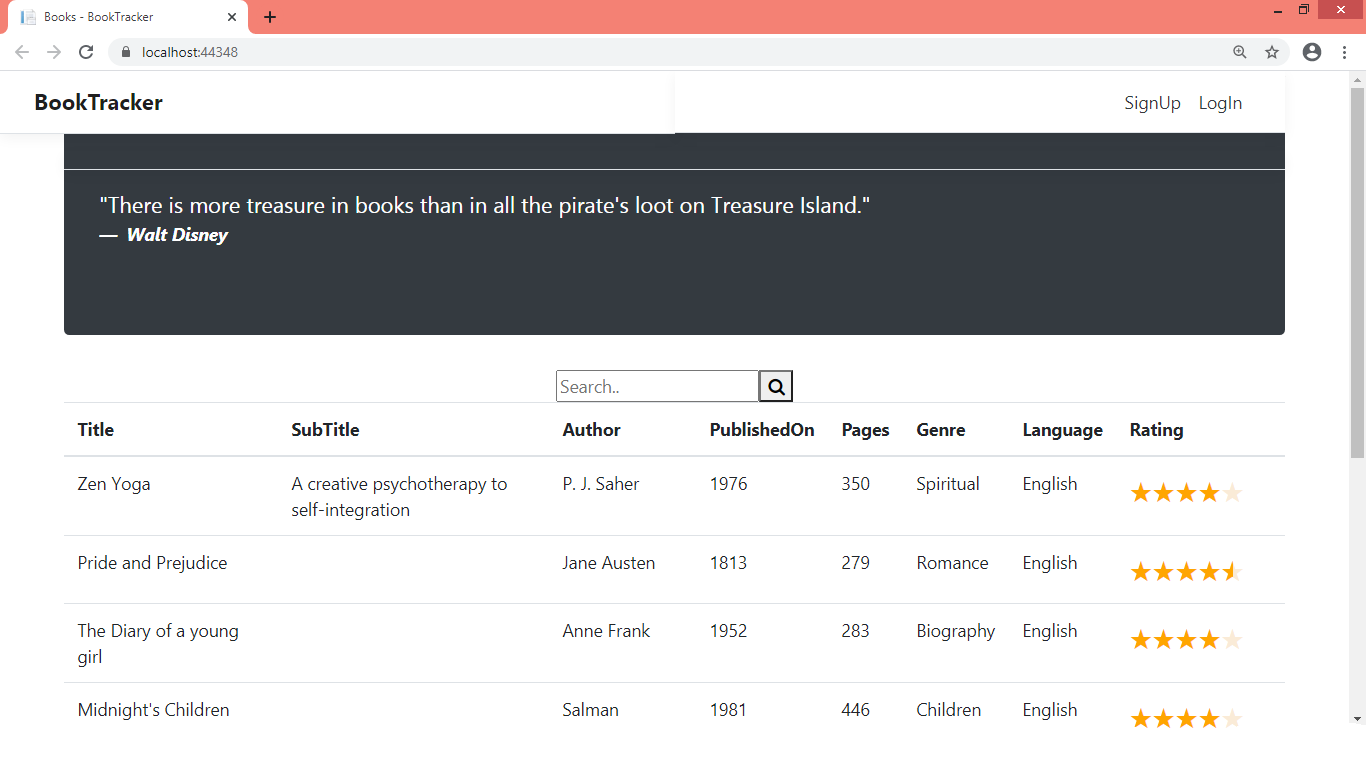 Books - BookTracker
localhost:44348
BookTracker SignUp LogIn
"There is more treasure in books than in all the pirate's loot on Treasure Island."
— Walt Disney
Search..
Title SubTitle Author PublishedOn Pages Genre Language Rating
Zen Yoga A creative psychotherapy to P. J. Saher 1976 350 Spiritual English
self-integration
Pride and Prejudice Jane Austen 1813 279 Romance English
The Diary of a young Anne Frank 1952 283 Biography English
girl
Midnight's Children Salman 1981 446 Children English